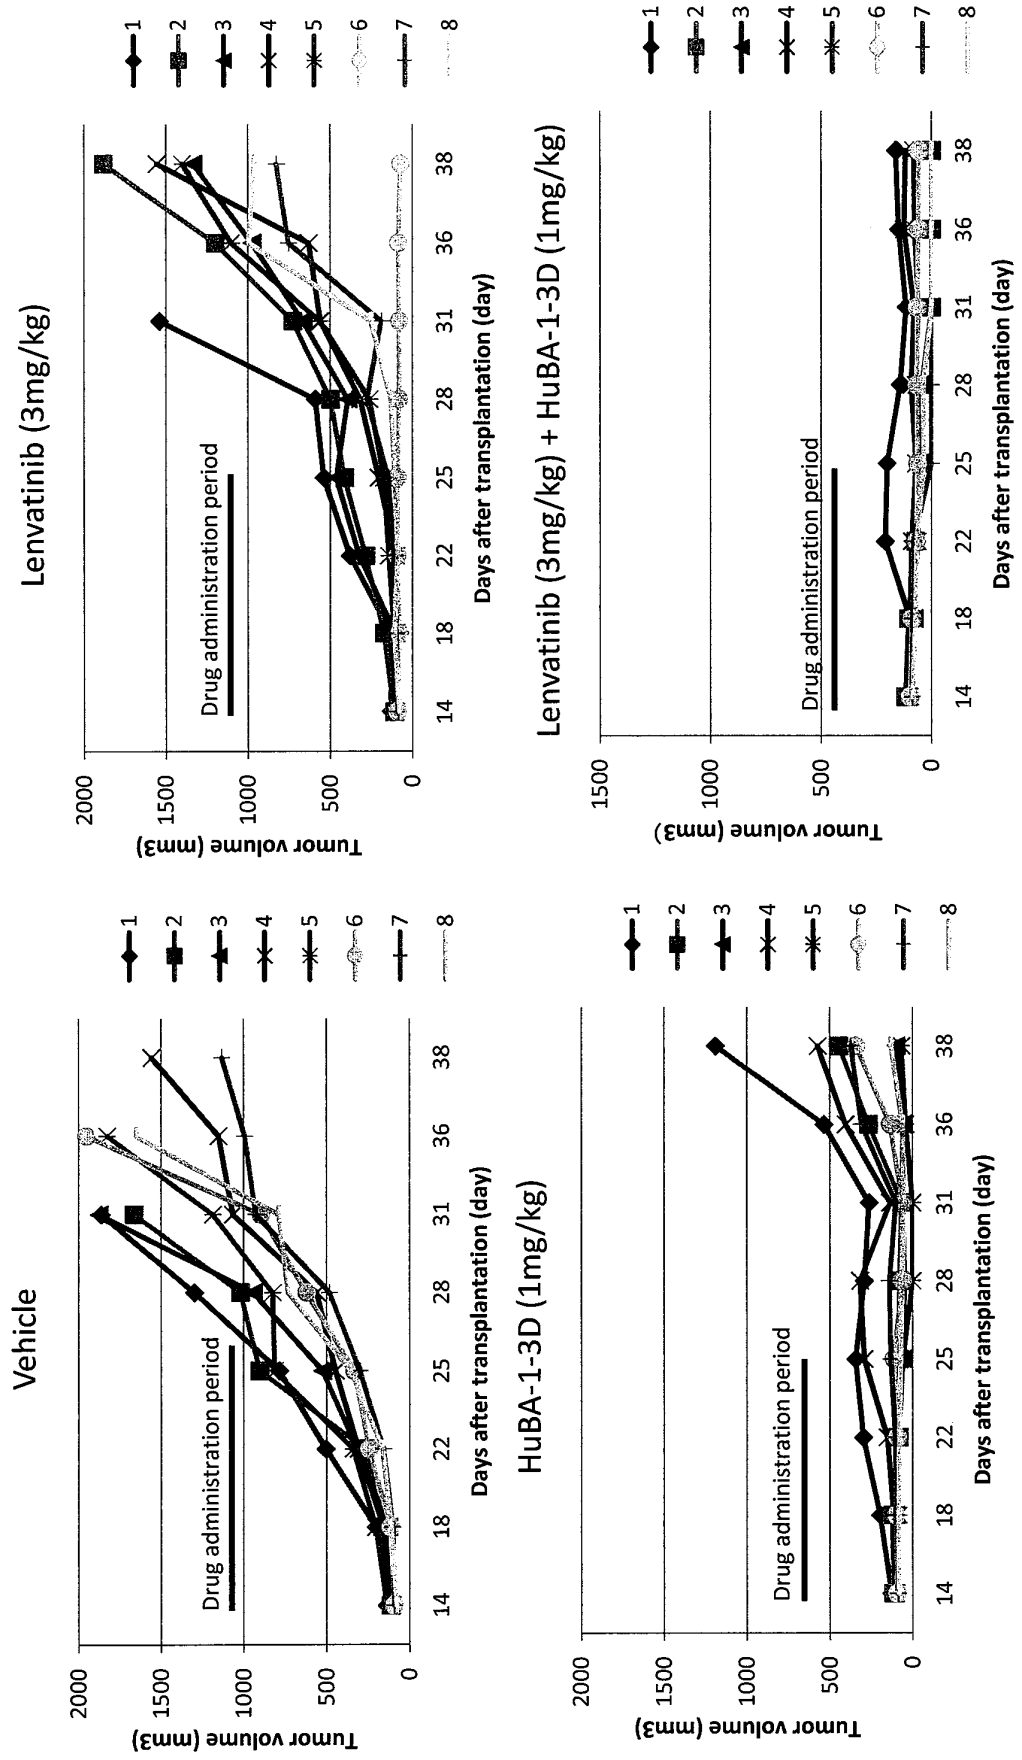 Vehicle
Tumor volume (mm3)
2000
1500
1000
500
0
Drug administration period
14 18 22 25 28 31 36 38
Days after transplantation (day)
1
2
3
4
5
6
7
8
Lenvatinib (3mg/kg)
Tumor volume (mm3)
2000
1500
1000
500
0
Drug administration period
14 18 22 25 28 31 36 38
Days after transplantation (day)
1
2
3
4
5
6
7
8
HuBA-1-3D (1mg/kg)
Tumor volume (mm3)
2000
1500
1000
500
0
Drug administration period
14 18 22 25 28 31 36 38
Days after transplantation (day)
1
2
3
4
5
6
7
8
Lenvatinib (3mg/kg) + HuBA-1-3D (1mg/kg)
Tumor volume (mm3)
1500
1000
500
0
Drug administration period
14 18 22 25 28 31 36 38
Days after transplantation (day)
1
2
3
4
5
6
7
8